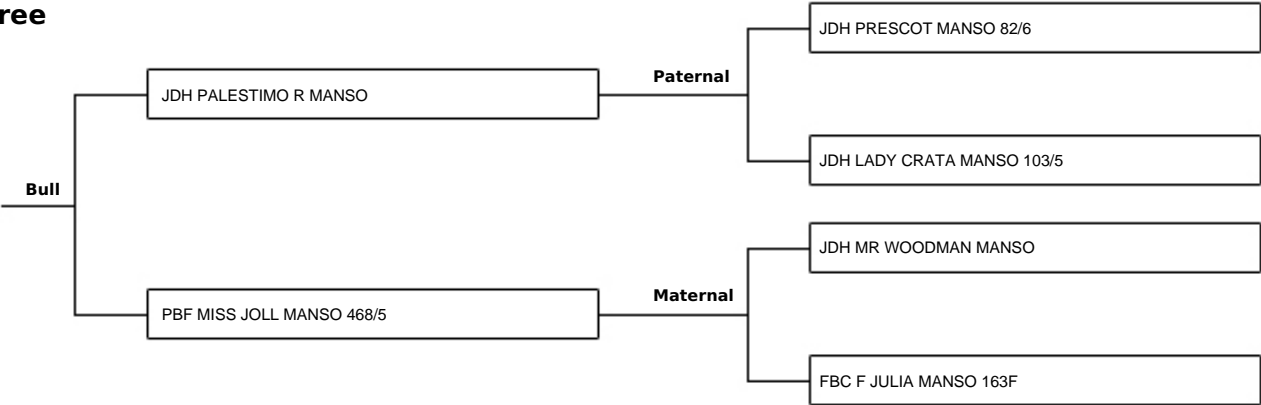 ree
JDH PRESCOT MANSO 82/6
Paternal
JDH PALESTIMO R MANSO
JDH LADY CRATA MANSO 103/5
Bull
JDH MR WOODMAN MANSO
Maternal
PBF MISS JOLL MANSO 468/5
FBC F JULIA MANSO 163F